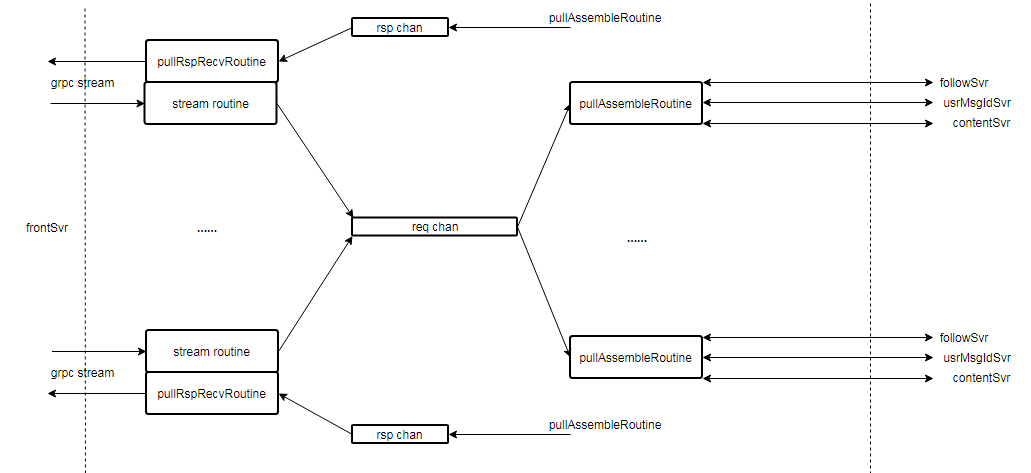 rsp chan
pullAssembleRoutine
pullRspRecvRoutine
grpc stream
stream routine
pullAssembleRoutine
followSvr
usrMsgIdSvr
contentSvr
frontSvr
......
req chan
......
stream routine
grpc stream
pullRspRecvRoutine
pullAssembleRoutine
followSvr
usrMsgIdSvr
contentSvr
rsp chan
pullAssembleRoutine